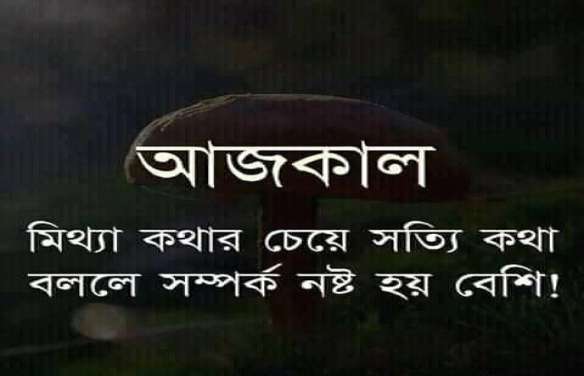 আজকাল
মিথ্যা কথার চেয়ে সত্যি কথা
বললে সম্পর্ক নষ্ট হয় বেশি!